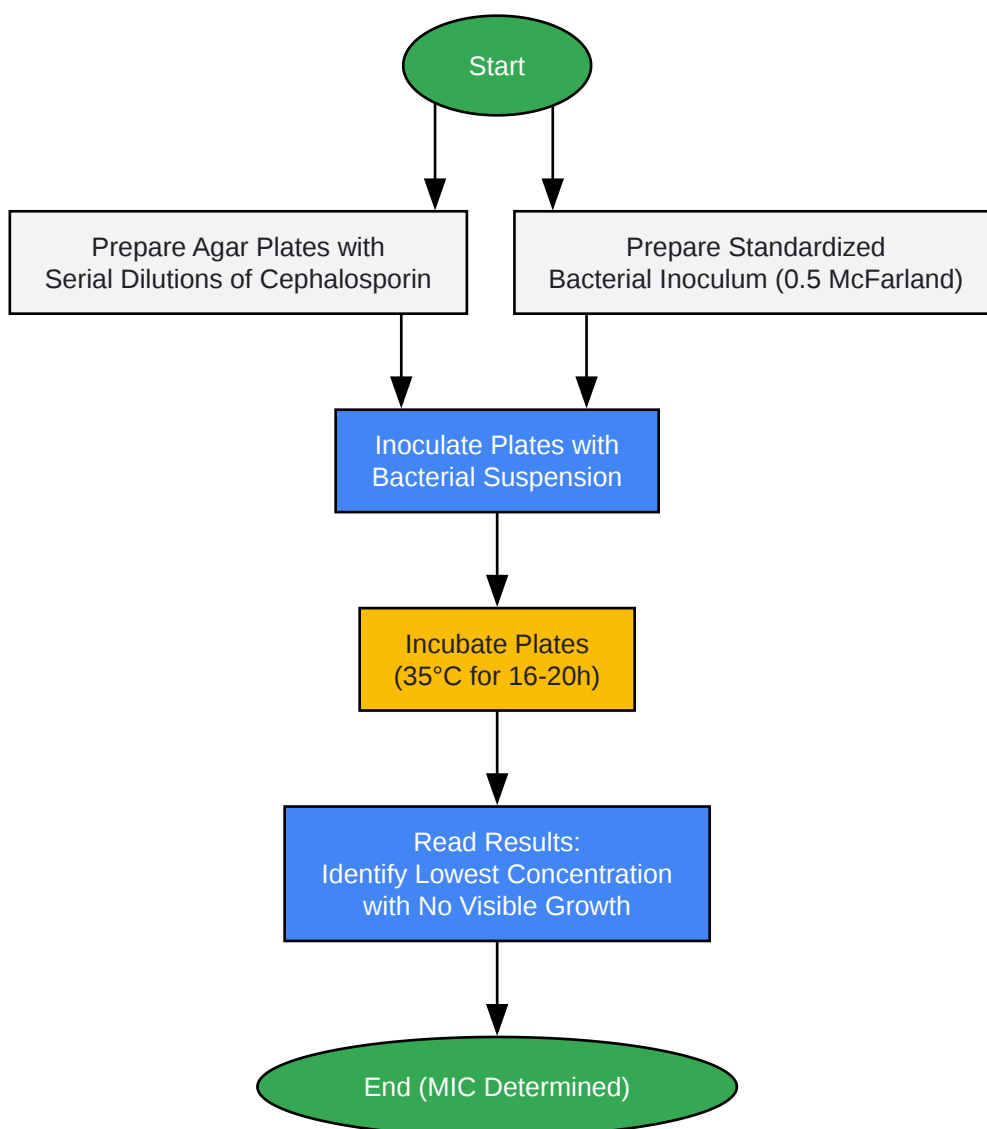 Start
Prepare Agar Plates with
Serial Dilutions of Cephalosporin
Prepare Standardized
Bacterial Inoculum (0.5 McFarland)
Inoculate Plates with
Bacterial Suspension
Incubate Plates
(35°C for 16-20h)
Read Results:
Identify Lowest Concentration
with No Visible Growth
End (MIC Determined)